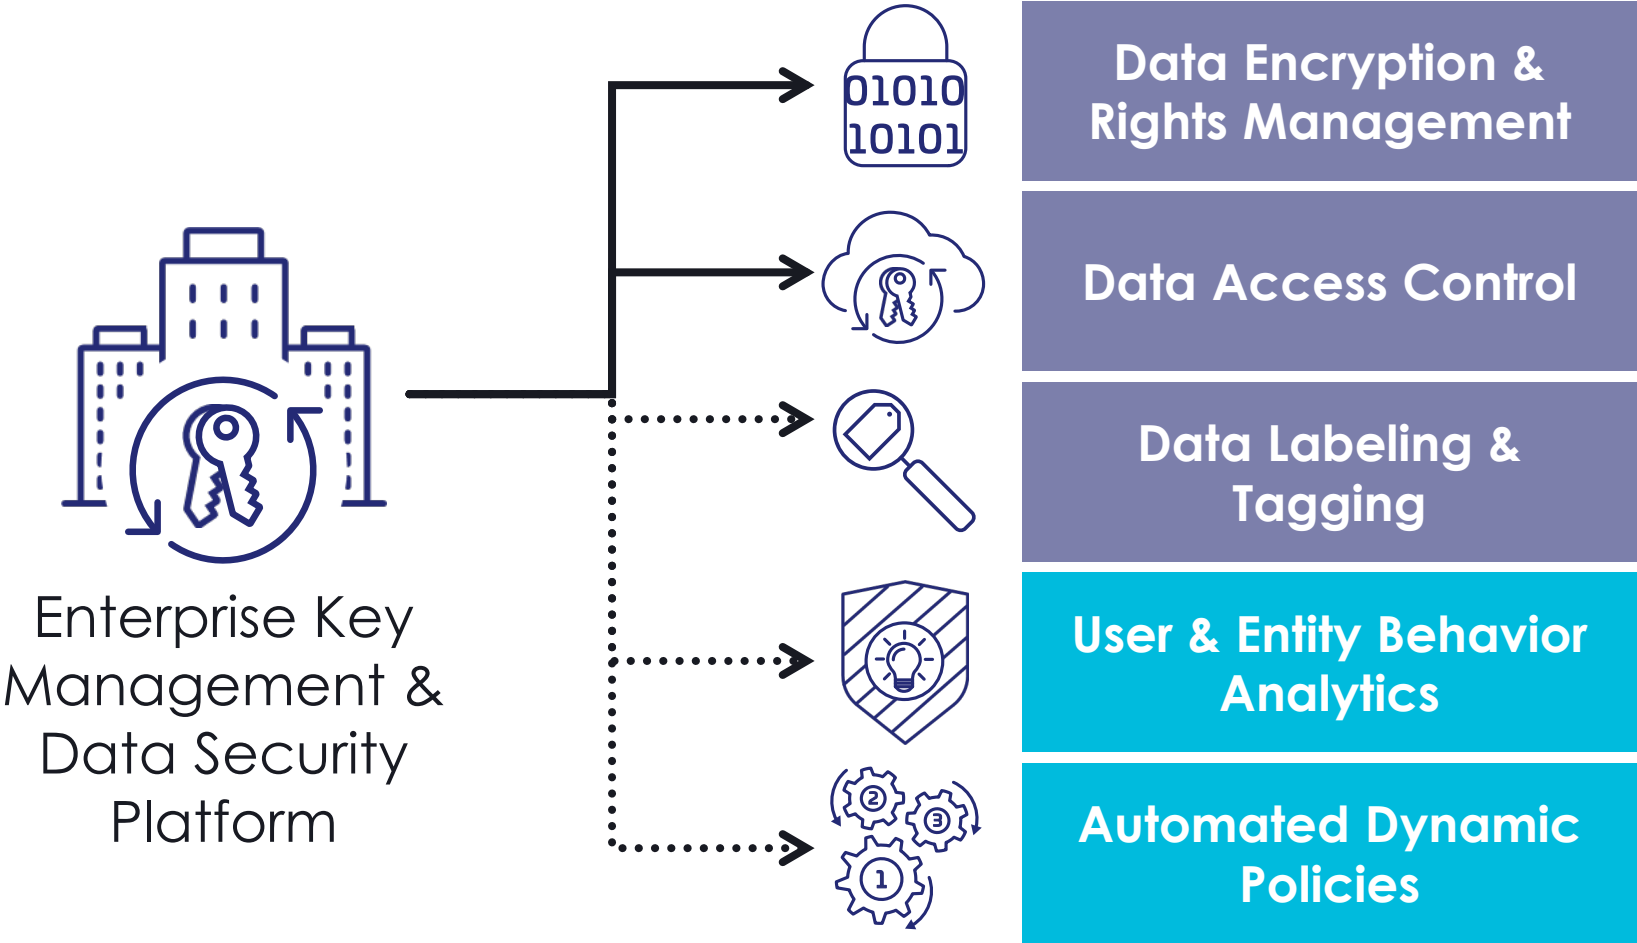 Enterprise Key
Management &
Data Security
Platform
01010
10101
Data Encryption &
Rights Management
Data Access Control
Data Labeling &
Tagging
User & Entity Behavior
Analytics
2
3
1
Automated Dynamic
Policies